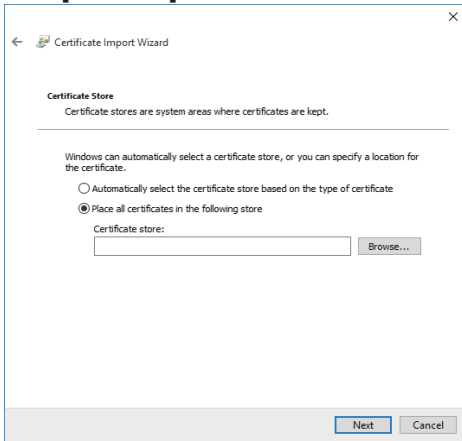 Certificate Import Wizard
Certificate Store
Certificate stores are system areas where certificates are kept.
Windows can automatically select a certificate store, or you can specify a location for
the certificate.
Automatically select the certificate store based on the type of certificate
Place all certificates in the following store
Certificate store:
Browse...
Next Cancel